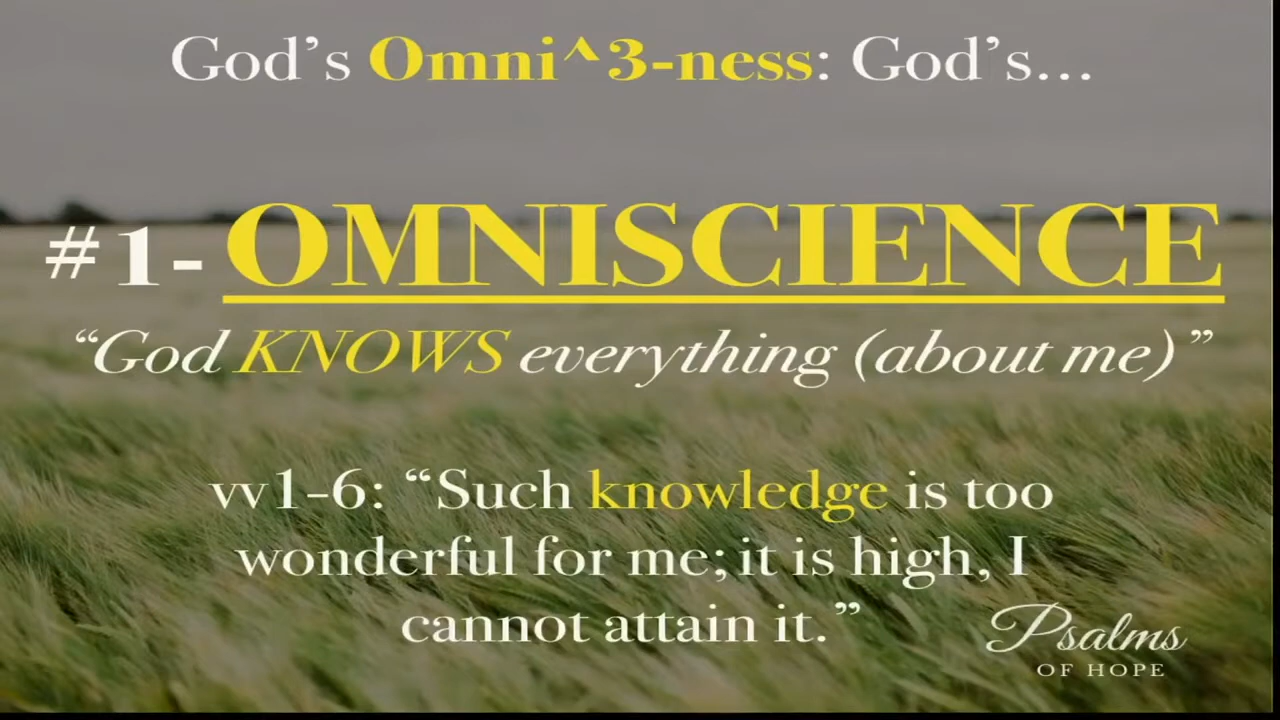 God’s Omni^3-ness: God’s...
#1- OMNISCIENCE
“God KNOWS everything (about me)”
vv1-6: “Such knowledge is too
wonderful for me; it is high, I
cannot attain it.”
Psalms
OF HOPE